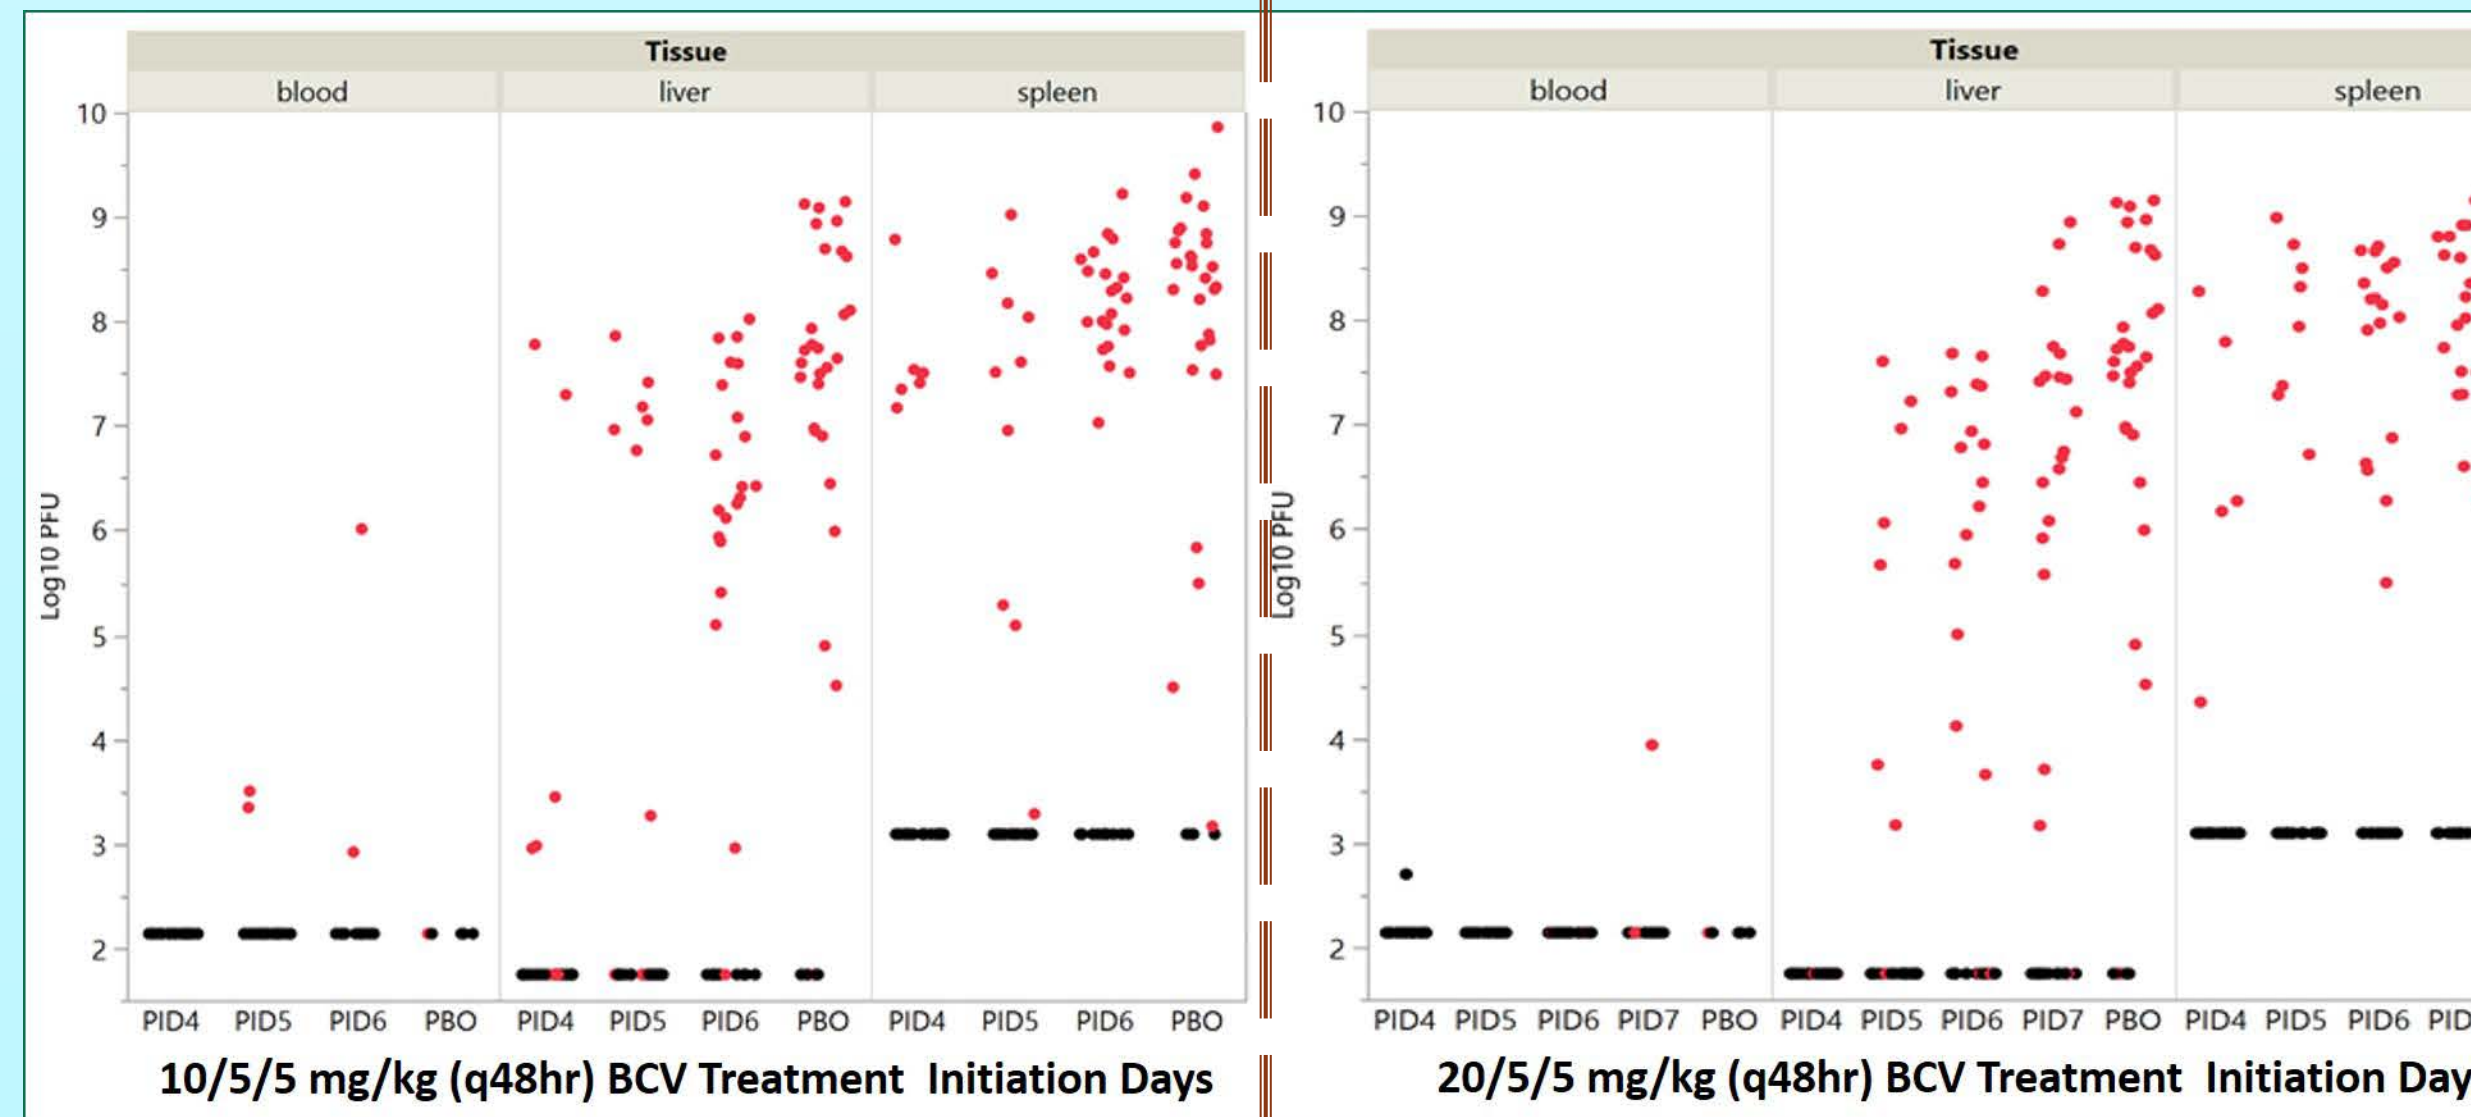 Tissue
blood liver spleen
10
9
8
7
6
5
4
3
2
Log10 PFU
PID4 PID5 PID6 PBO PID4 PID5 PID6 PBO PID4 PID5 PID6 PBO
10/5/5 mg/kg (q48hr) BCV Treatment Initiation Days
Tissue
blood liver spleen
10
9
8
7
6
5
4
3
2
Log10 PFU
PID4 PID5 PID6 PID7 PBO PID4 PID5 PID6 PID7 PBO PID4 PID5 PID6 PID
20/5/5 mg/kg (q48hr) BCV Treatment Initiation Day